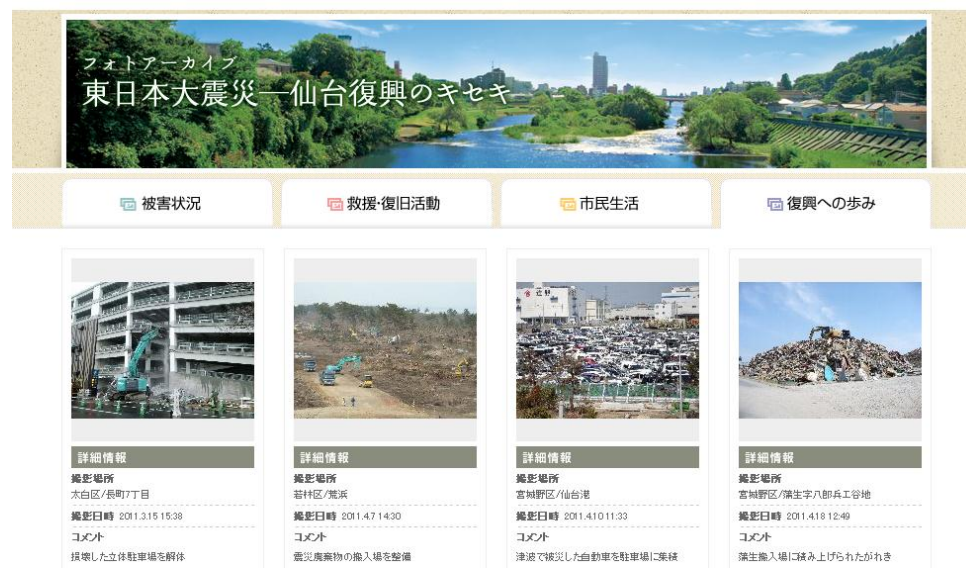 フォトアーカイブ
東日本大震災―仙台復興のキセキ
被害状況
救援・復旧活動
市民生活
復興への歩み
詳細情報
撮影場所
太白区/長町7丁目
撮影日時 2011.3.15 15:38
コメント
損壊した立体駐車場を解体
詳細情報
撮影場所
若林区/荒浜
撮影日時 2011.4.7 14:30
コメント
震災廃棄物の搬入場を整備
詳細情報
撮影場所
宮城野区/仙台港
撮影日時 2011.4.10 11:33
コメント
津波で被災した自動車を駐車場に集積
詳細情報
撮影場所
宮城野区/蒲生字八郎兵エ谷地
撮影日時 2011.4.18 12:49
コメント
蒲生搬入場に積み上げられたがれき